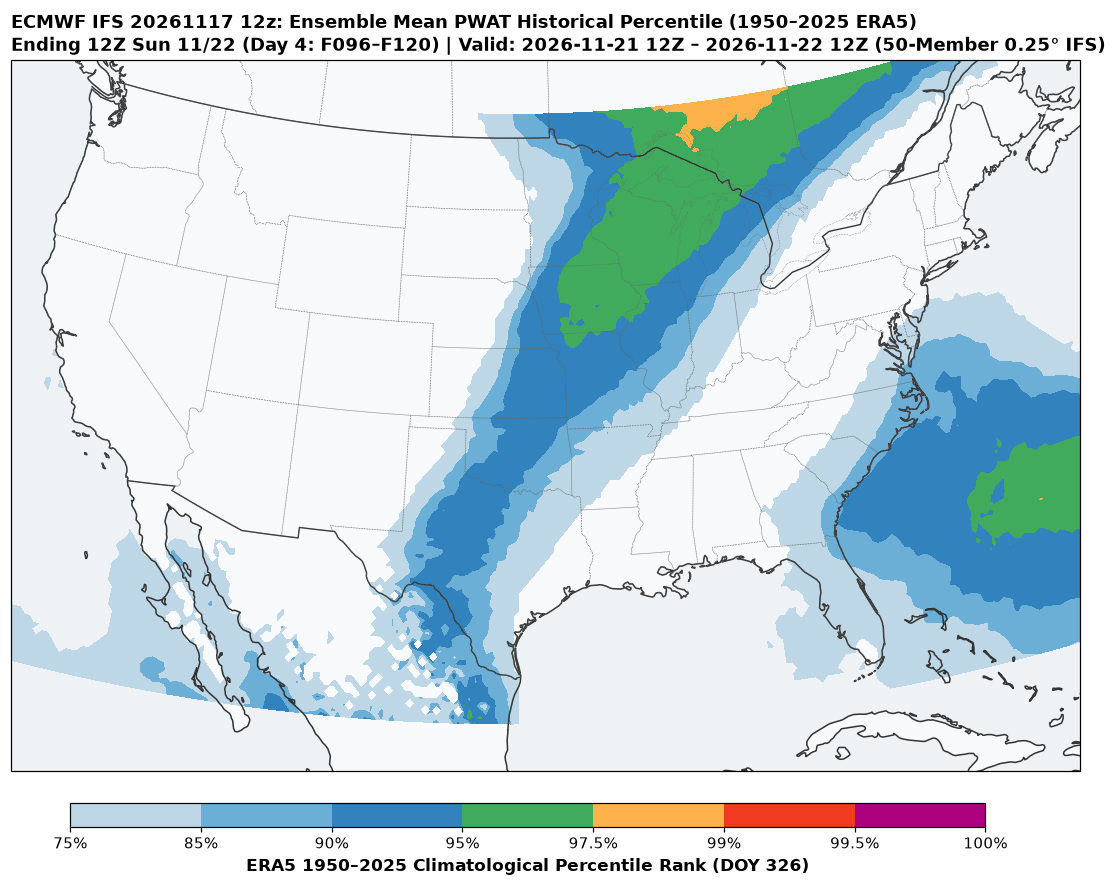 ECMWF IFS 20261117 12z: Ensemble Mean PWAT Historical Percentile (1950–2025 ERA5)
Ending 12Z Sun 11/22 (Day 4: F096–F120) | Valid: 2026-11-21 12Z – 2026-11-22 12Z (50-Member 0.25° IFS)
75% 85% 90% 95% 97.5% 99% 99.5% 100%
ERA5 1950–2025 Climatological Percentile Rank (DOY 326)